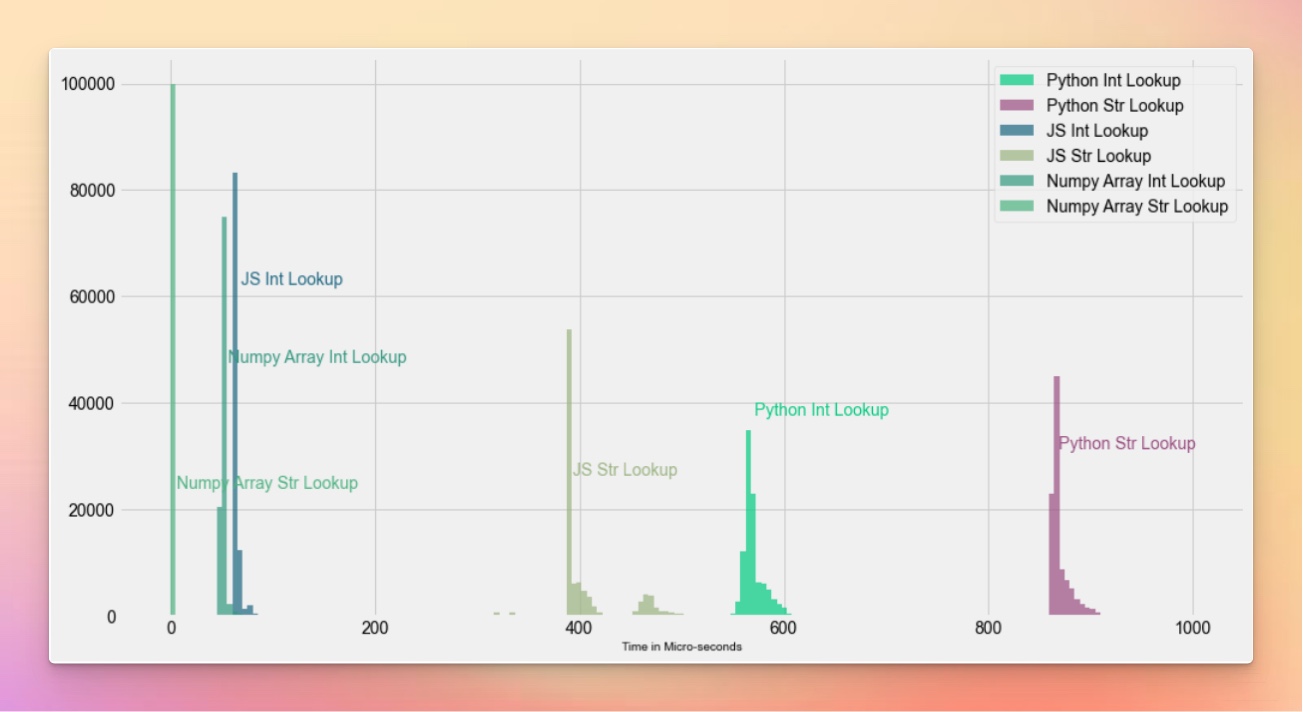 100000
80000
60000
40000
20000
0
Python Int Lookup
Python Str Lookup
JS Int Lookup
JS Str Lookup
Numpy Array Int Lookup
Numpy Array Str Lookup
JS Int Lookup
Numpy Array Int Lookup
Python Int Lookup
Python Str Lookup
JS Str Lookup
Numpy Array Str Lookup
0 200 400 600 800 1000
Time in Micro-seconds